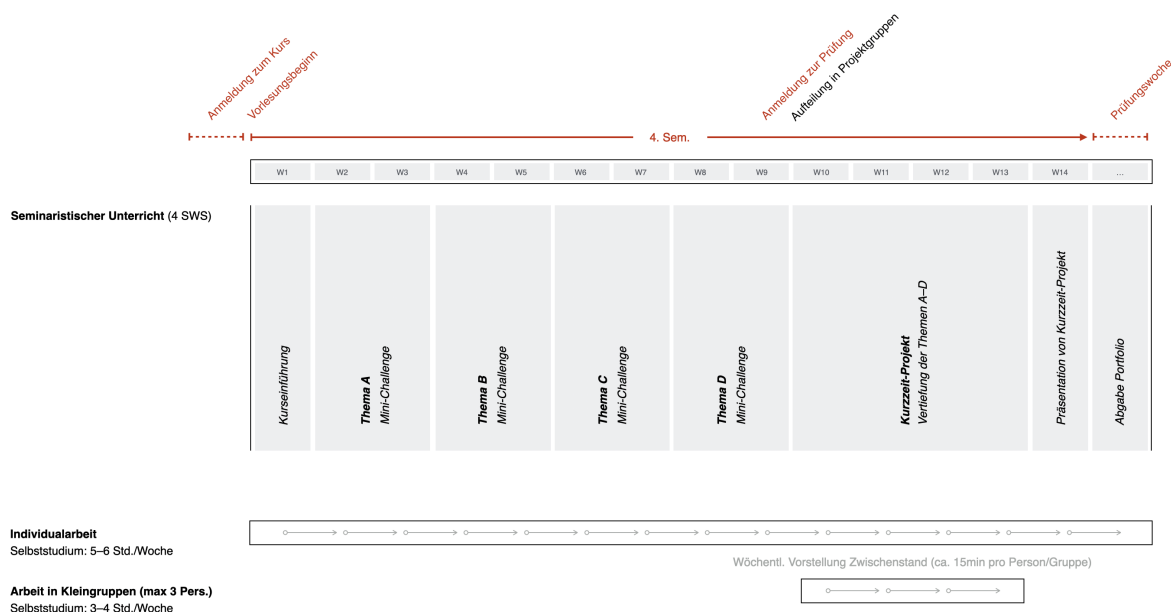 Anmeldung zum Kurs
Vorlesungsbeginn
Anmeldung zur Prüfung
Aufteilung in Projektgruppen
Prüfungswoche
4. Sem.
W1 W2 W3 W4 W5 W6 W7 W8 W9 W10 W11 W12 W13 W14 ...
Seminaristischer Unterricht (4 SWS)
Kurseinführung
Thema A
Mini-Challenge
Thema B
Mini-Challenge
Thema C
Mini-Challenge
Thema D
Mini-Challenge
Kurzzeit-Projekt
Vertiefung der Themen A–D
Präsentation von Kurzzeit-Projekt
Abgabe Portfolio
Individualarbeit
Selbststudium: 5–6 Std./Woche
Wöchentl. Vorstellung Zwischenstand (ca. 15min pro Person/Gruppe)
Arbeit in Kleingruppen (max 3 Pers.)
Selbststudium: 3–4 Std./Woche